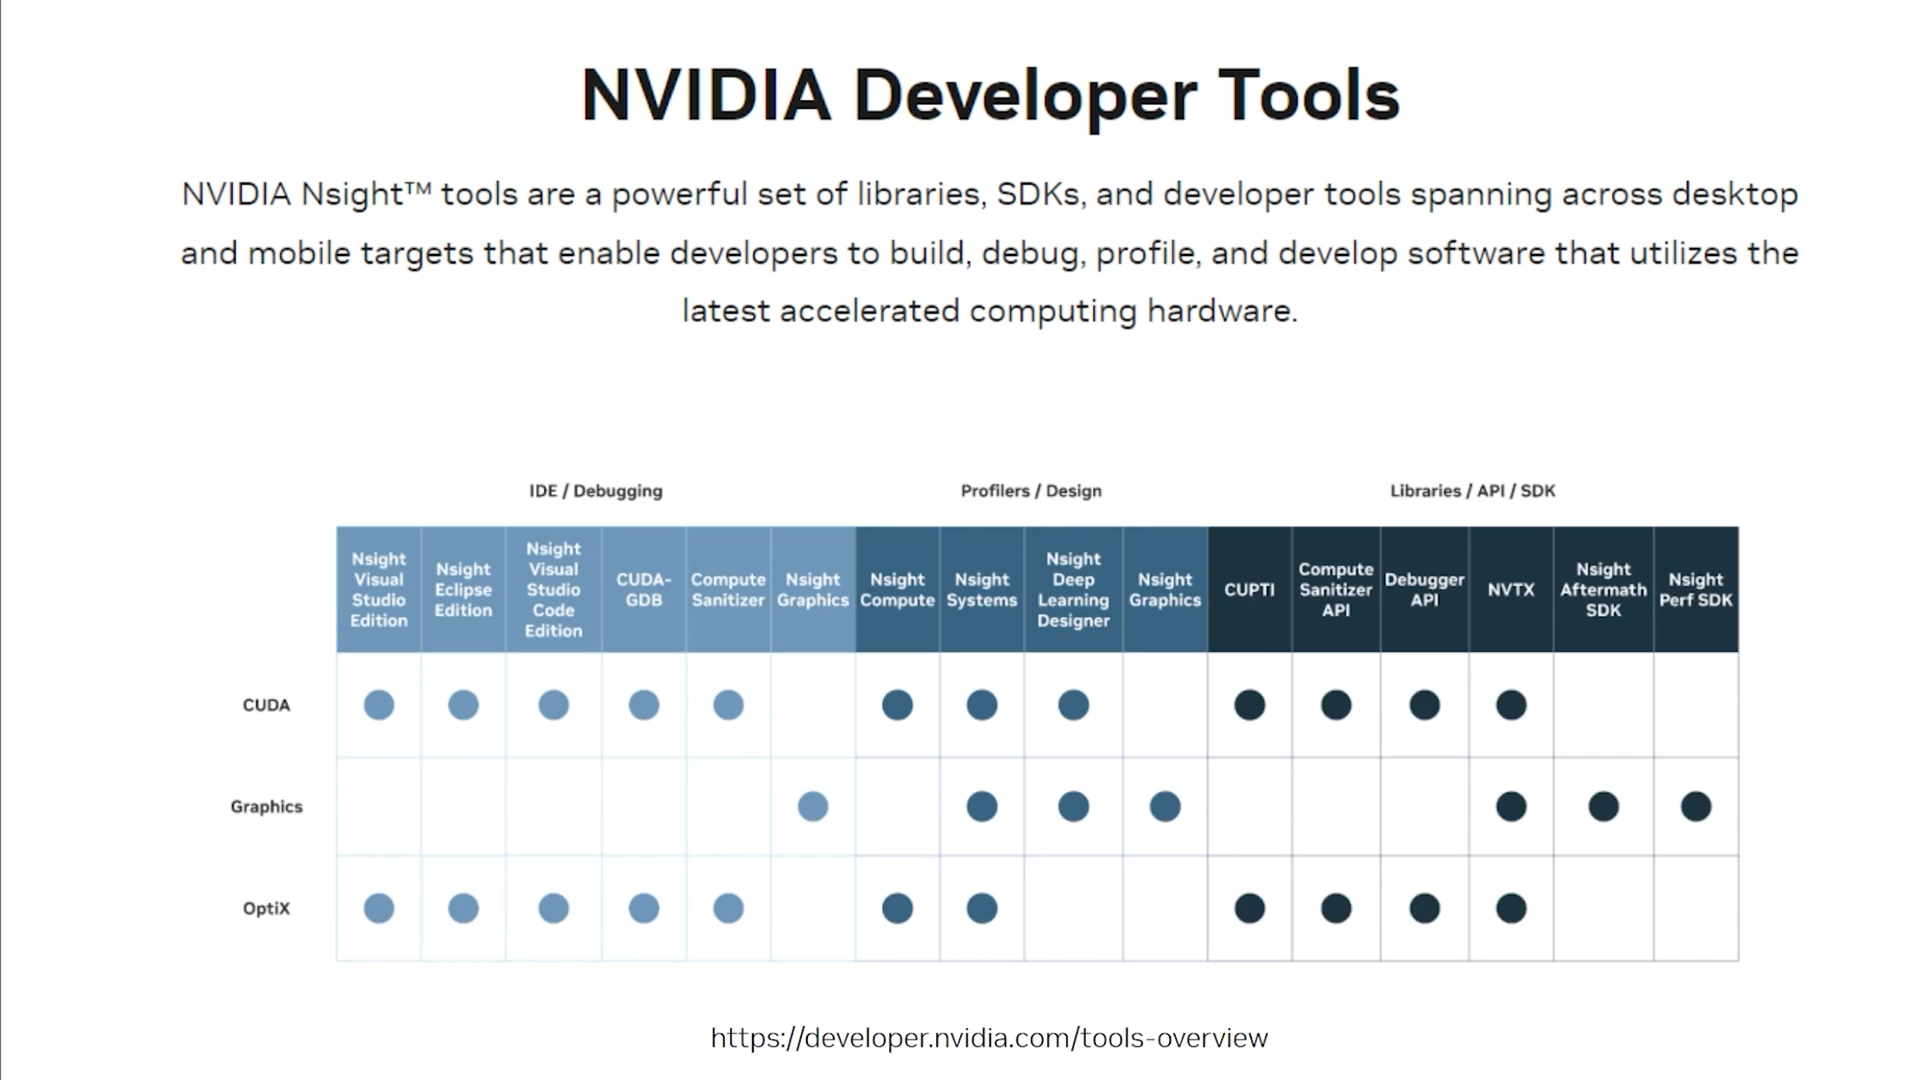 NVIDIA Developer Tools
NVIDIA Nsight™ tools are a powerful set of libraries, SDKs, and developer tools spanning across desktop
and mobile targets that enable developers to build, debug, profile, and develop software that utilizes the
latest accelerated computing hardware.
IDE / Debugging
Profilers / Design
Libraries / API / SDK
Nsight
Visual
Studio
Edition
Nsight
Eclipse
Edition
Nsight
Visual
Studio
Code
Edition
CUDA-
GDB
Compute
Sanitizer
Nsight
Graphics
Nsight
Compute
Nsight
Systems
Nsight
Deep
Learning
Designer
Nsight
Graphics
CUPTI
Compute
Sanitizer
API
Debugger
API
NVTX
Nsight
Aftermath
SDK
Nsight
Perf SDK
CUDA
Graphics
OptiX
https://developer.nvidia.com/tools-overview